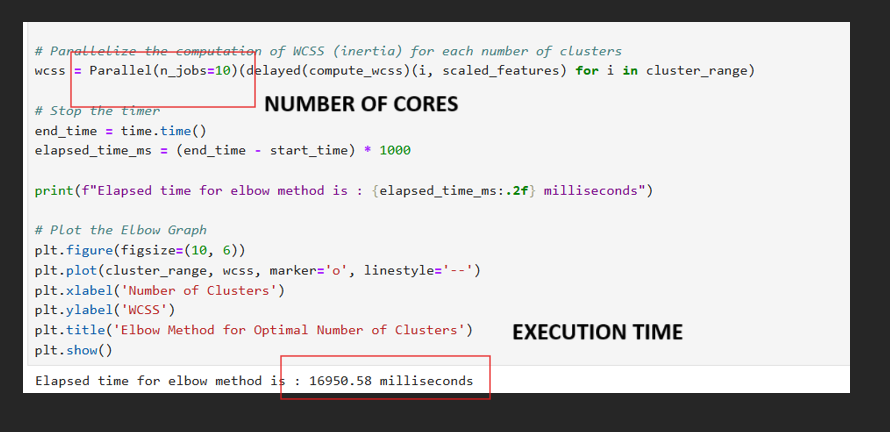 # Parallelize the computation of WCSS (inertia) for each number of clusters
wcss = Parallel(n_jobs=10)(delayed(compute_wcss)(i, scaled_features) for i in cluster_range)
NUMBER OF CORES
# Stop the timer
end_time = time.time()
elapsed_time_ms = (end_time - start_time) * 1000
print(f"Elapsed time for elbow method is : {elapsed_time_ms:.2f} milliseconds")
# Plot the Elbow Graph
plt.figure(figsize=(10, 6))
plt.plot(cluster_range, wcss, marker='o', linestyle='--')
plt.xlabel('Number of Clusters')
plt.ylabel('WCSS')
plt.title('Elbow Method for Optimal Number of Clusters')
EXECUTION TIME
plt.show()
Elapsed time for elbow method is : 16950.58 milliseconds